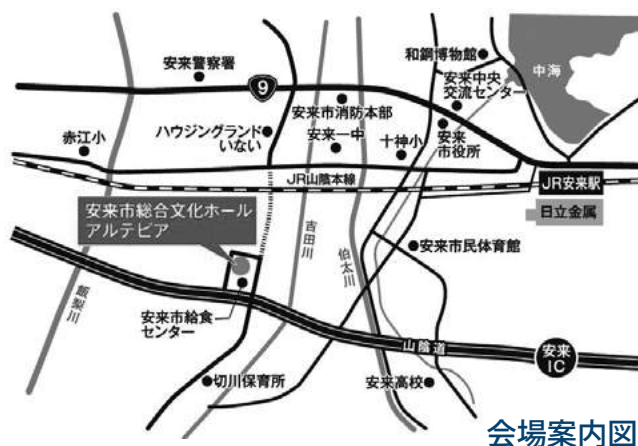 和鋼博物館
中海
安来警察署
9
安来中央
交流センター
安来市消防本部
赤江小
ハウジングランド
いない
安来一中
十神小
安来
市役所
JR山陰本線
JR安来駅
安来市総合文化ホール
アルテピア
日立金属
吉田川
伯太川
安来市民体育館
飯梨川
安来市給食
センター
山陰道
安来
IC
切川保育所
安来高校
会場案内図